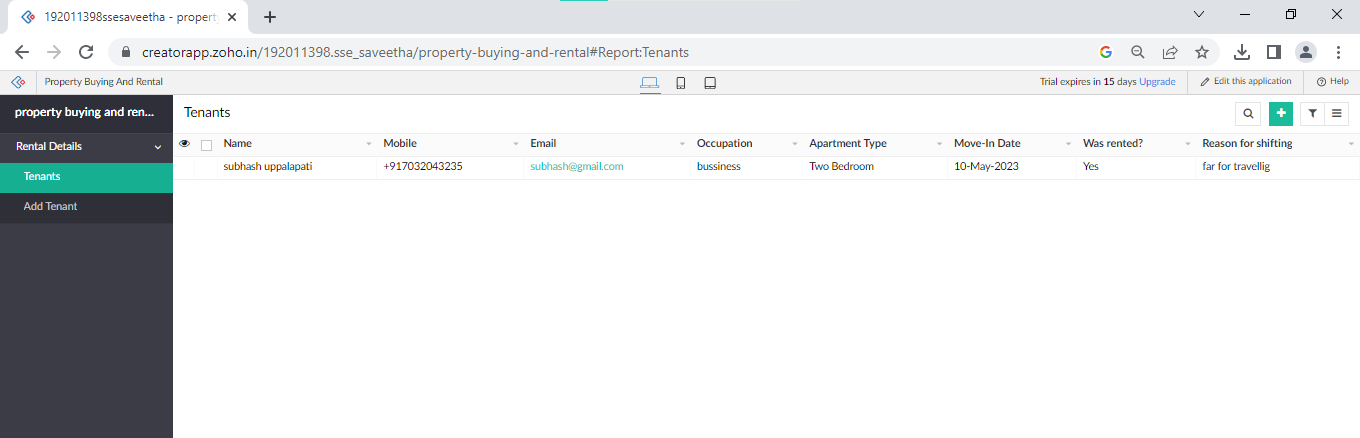 192011398ssesaveetha - propert
creatorapp.zoho.in/192011398.sse_saveetha/property-buying-and-rental#Report:Tenants
Property Buying And Rental
Trial expires in 15 days Upgrade
Edit this application
Help
property buying and ren...
Rental Details
Tenants
Add Tenant
Tenants
Name Mobile Email Occupation Apartment Type Move-In Date Was rented? Reason for shifting
subhash uppalapati +917032043235 subhash@gmail.com bussiness Two Bedroom 10-May-2023 Yes far for travellig